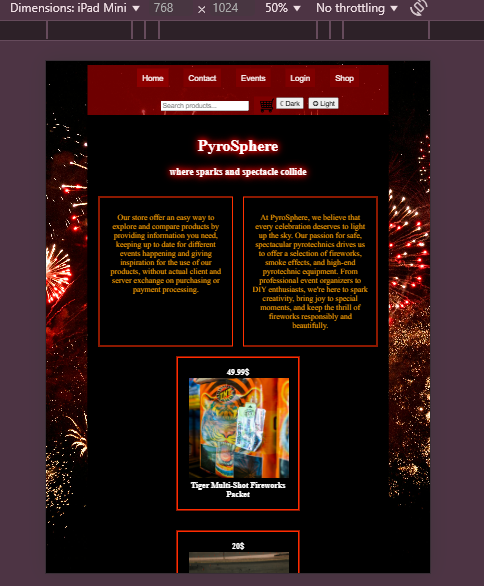 Dimensions: iPad Mini ▼ 768 × 1024 50% ▼ No throttling ▼
Home Contact Events Login Shop
Search products... ☾ Dark ✪ Light
PyroSphere
where sparks and spectacle collide
Our store offer an easy way to
explore and compare products by
providing information you need,
keeping up to date for different
events happening and giving
inspiration for the use of our
products, without actual client and
server exchange on purchasing or
payment processing.
At PyroSphere, we believe that
every celebration deserves to light
up the sky. Our passion for safe,
spectacular pyrotechnics drives us
to offer a selection of fireworks,
smoke effects, and high-end
pyrotechnic equipment. From
professional event organizers to
DIY enthusiasts, we're here to spark
creativity, bring joy to special
moments, and keep the thrill of
fireworks responsibly and
beautifully.
49.99$
Tiger Multi-Shot Fireworks
Packet
20$